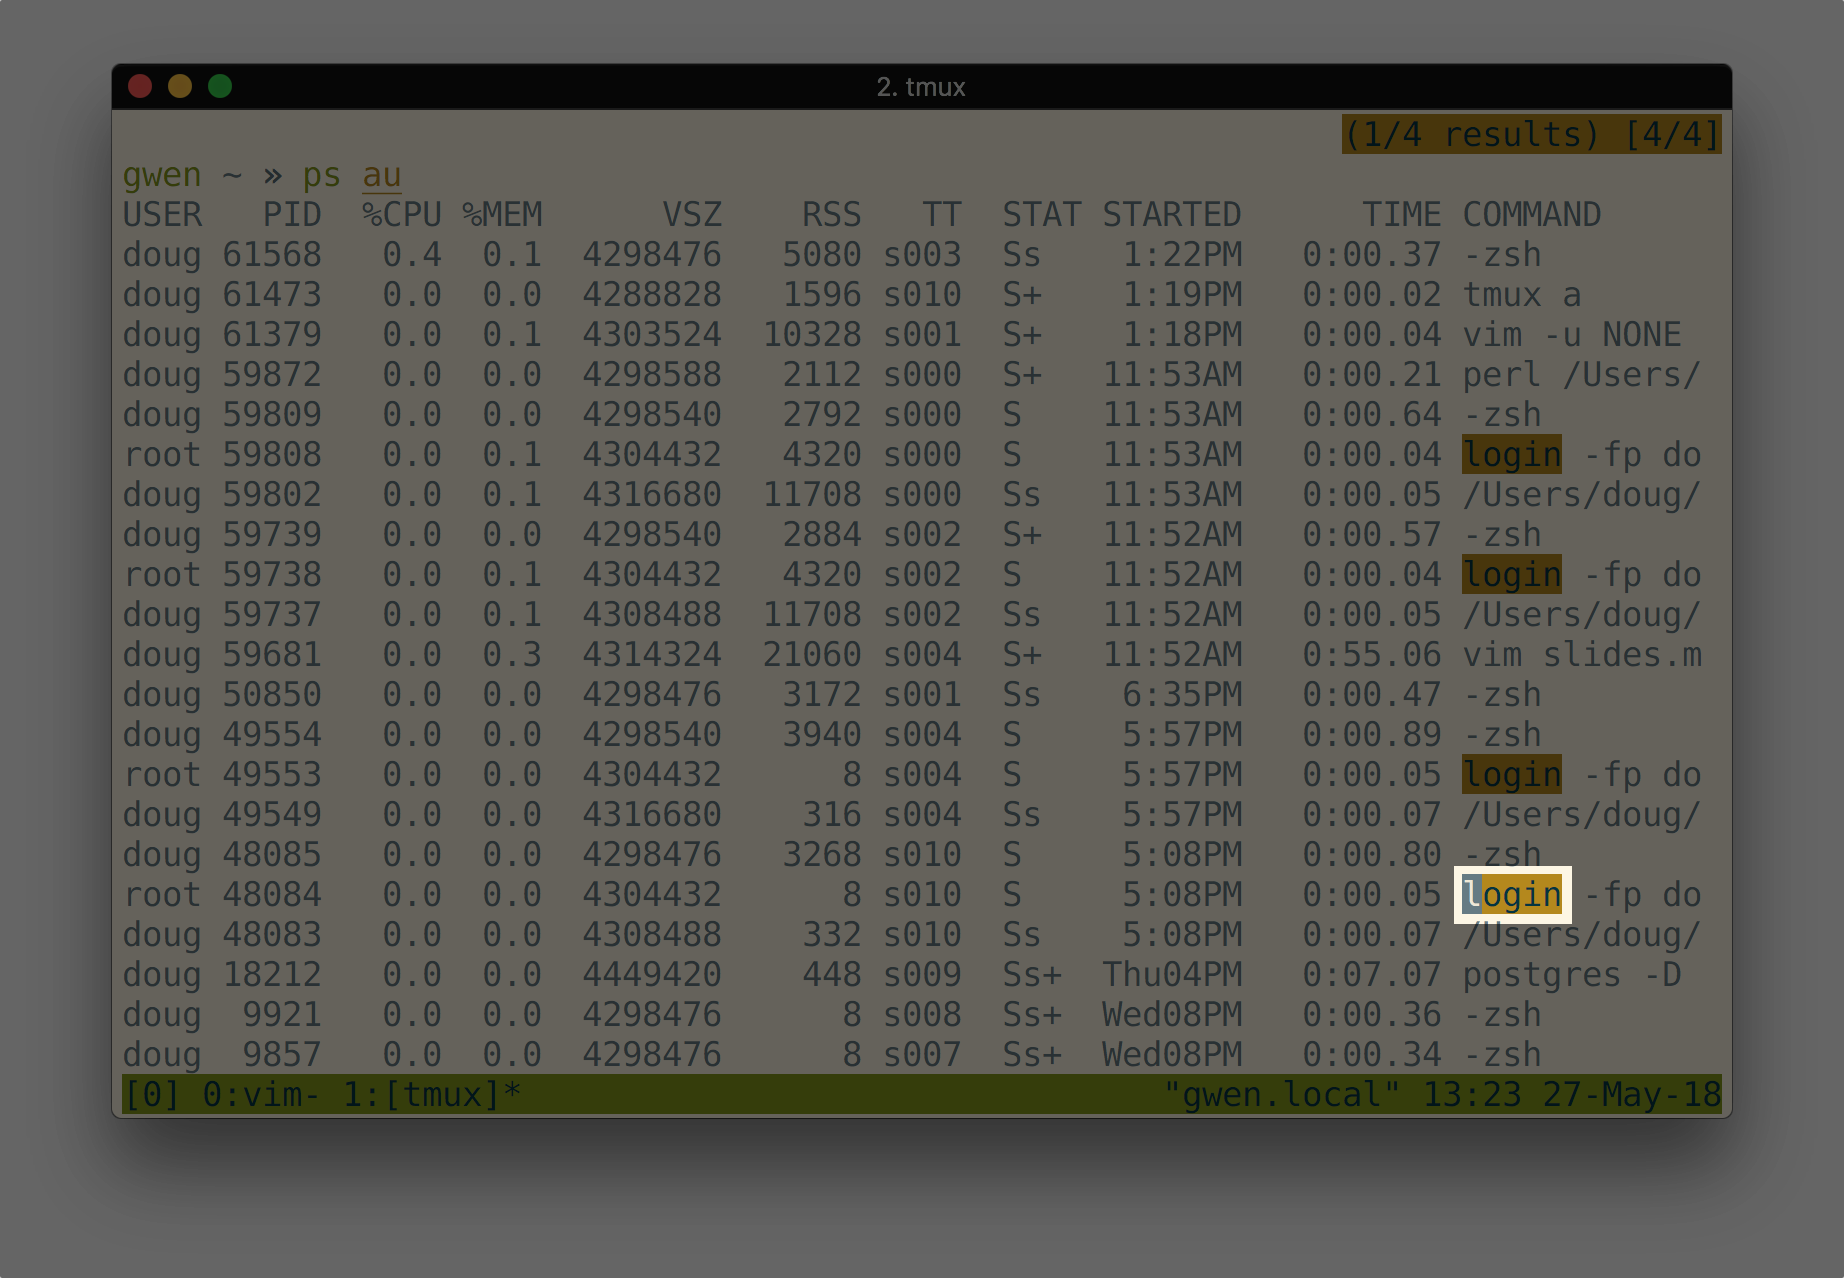 2. tmux
(1/4 results) [4/4]
gwen ~ » ps au
USER   PID  %CPU %MEM      VSZ    RSS   TT  STAT STARTED      TIME COMMAND
doug 61568   0.4  0.1  4298476   5080 s003  Ss    1:22PM   0:00.37 -zsh
doug 61473   0.0  0.0  4288828   1596 s010  S+    1:19PM   0:00.02 tmux a
doug 61379   0.0  0.1  4303524  10328 s001  S+    1:18PM   0:00.04 vim -u NONE
doug 59872   0.0  0.0  4298588   2112 s000  S+   11:53AM   0:00.21 perl /Users/
doug 59809   0.0  0.0  4298540   2792 s000  S    11:53AM   0:00.64 -zsh
root 59808   0.0  0.1  4304432   4320 s000  S    11:53AM   0:00.04 login -fp do
doug 59802   0.0  0.1  4316680  11708 s000  Ss   11:53AM   0:00.05 /Users/doug/
doug 59739   0.0  0.0  4298540   2884 s002  S+   11:52AM   0:00.57 -zsh
root 59738   0.0  0.1  4304432   4320 s002  S    11:52AM   0:00.04 login -fp do
doug 59737   0.0  0.1  4308488  11708 s002  Ss   11:52AM   0:00.05 /Users/doug/
doug 59681   0.0  0.3  4314324  21060 s004  S+   11:52AM   0:55.06 vim slides.m
doug 50850   0.0  0.0  4298476   3172 s001  Ss    6:35PM   0:00.47 -zsh
doug 49554   0.0  0.0  4298540   3940 s004  S     5:57PM   0:00.89 -zsh
root 49553   0.0  0.0  4304432      8 s004  S     5:57PM   0:00.05 login -fp do
doug 49549   0.0  0.0  4316680    316 s004  Ss    5:57PM   0:00.07 /Users/doug/
doug 48085   0.0  0.0  4298476   3268 s010  S     5:08PM   0:00.80 -zsh
root 48084   0.0  0.0  4304432      8 s010  S     5:08PM   0:00.05 login -fp do
doug 48083   0.0  0.0  4308488    332 s010  Ss    5:08PM   0:00.07 /Users/doug/
doug 18212   0.0  0.0  4449420    448 s009  Ss+  Thu04PM   0:07.07 postgres -D
doug  9921   0.0  0.0  4298476      8 s008  Ss+  Wed08PM   0:00.36 -zsh
doug  9857   0.0  0.0  4298476      8 s007  Ss+  Wed08PM   0:00.34 -zsh
[0] 0:vim- 1:[tmux]* "gwen.local" 13:23 27-May-18